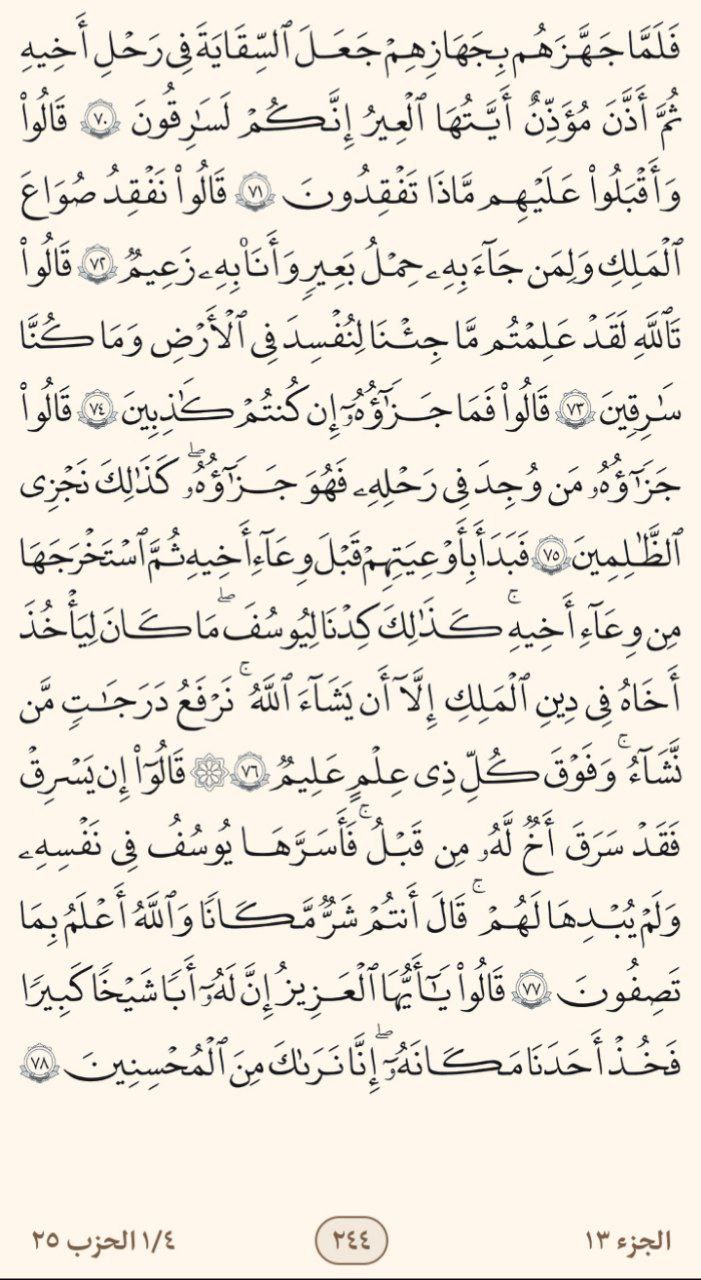 فَلَمَّا جَهَّزَهُم بِجَهَازِهِمْ جَعَلَ ٱلسِّقَايَةَ فِى رَحْلِ أَخِيهِ
ثُمَّ أَذَّنَ مُؤَذِّنٌ أَيَّتُهَا ٱلْعِيرُ إِنَّكُمْ لَسَٰرِقُونَ ٧٠ قَالُوا۟
وَأَقْبَلُوا۟ عَلَيْهِم مَّاذَا تَفْقِدُونَ ٧١ قَالُوا۟ نَفْقِدُ صُوَاعَ
ٱلْمَلِكِ وَلِمَن جَآءَ بِهِۦ حِمْلُ بَعِيرٍ وَأَنَا۠ بِهِۦ زَعِيمٌ ٧٢ قَالُوا۟
تَٱللَّهِ لَقَدْ عَلِمْتُم مَّا جِئْنَا لِنُفْسِدَ فِى ٱلْأَرْضِ وَمَا كُنَّا
سَٰرِقِينَ ٧٣ قَالُوا۟ فَمَا جَزَٰٓؤُهُۥٓ إِن كُنتُمْ كَٰذِبِينَ ٧٤ قَالُوا۟
جَزَٰٓؤُهُۥ مَن وُجِدَ فِى رَحْلِهِۦ فَهُوَ جَزَٰٓؤُهُۥ ۖ كَذَٰلِكَ نَجْزِى
ٱلظَّٰلِمِينَ ٧٥ فَبَدَأَ بِأَوْعِيَتِهِمْ قَبْلَ وِعَآءِ أَخِيهِ ثُمَّ ٱسْتَخْرَجَهَا
مِن وِعَآءِ أَخِيهِ ۚ كَذَٰلِكَ كِدْنَا لِيُوسُفَ ۖ مَا كَانَ لِيَأْخُذَ
أَخَاهُ فِى دِينِ ٱلْمَلِكِ إِلَّآ أَن يَشَآءَ ٱللَّهُ ۚ نَرْفَعُ دَرَجَٰتٍ مَّن
نَّشَآءُ ۗ وَفَوْقَ كُلِّ ذِى عِلْمٍ عَلِيمٌ ٧٦ ۞ قَالُوٓا۟ إِن يَسْرِقْ
فَقَدْ سَرَقَ أَخٌ لَّهُۥ مِن قَبْلُ ۚ فَأَسَرَّهَا يُوسُفُ فِى نَفْسِهِۦ
وَلَمْ يُبْدِهَا لَهُمْ ۚ قَالَ أَنتُمْ شَرٌّ مَّكَانًا وَٱللَّهُ أَعْلَمُ بِمَا
تَصِفُونَ ٧٧ قَالُوا۟ يَٰٓأَيُّهَا ٱلْعَزِيزُ إِنَّ لَهُۥٓ أَبًا شَيْخًا كَبِيرًا
فَخُذْ أَحَدَنَا مَكَانَهُۥٓ ۖ إِنَّا نَرَىٰكَ مِنَ ٱلْمُحْسِنِينَ ٧٨
الجزء ١٣
٢٤٤
١/٤ الحزب ٢٥